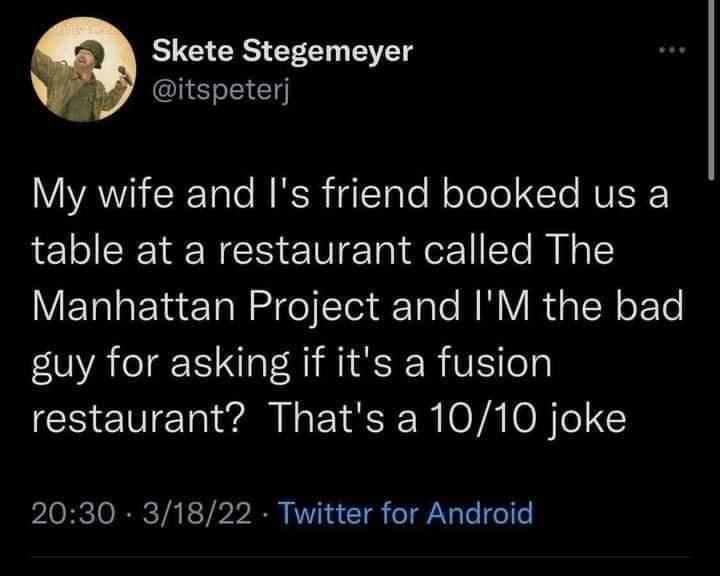 Skete Stegemeyer
@itspeterj
My wife and I's friend booked us a
table at a restaurant called The
Manhattan Project and I'M the bad
guy for asking if it's a fusion
restaurant?  That's a 10/10 joke
20:30 · 3/18/22 · Twitter for Android